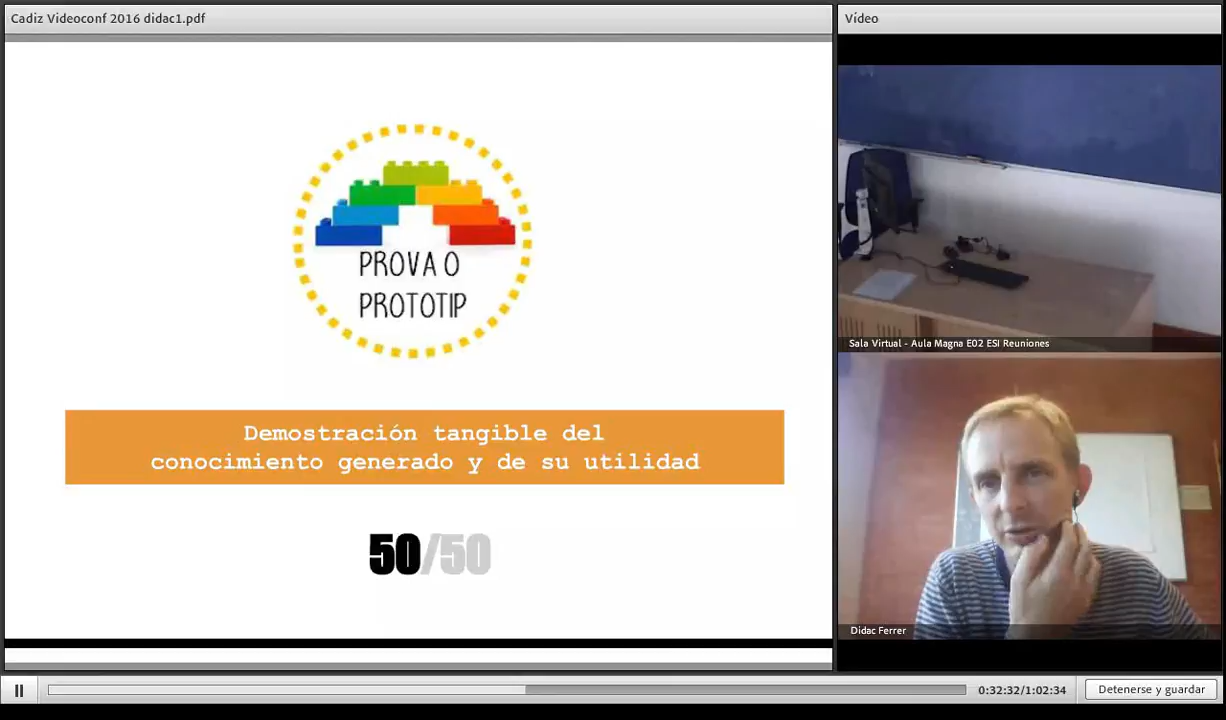 Cadiz Videoconf 2016 didac1.pdf
Vídeo
PROVA O
PROTOTIP
Demostración tangible del
conocimiento generado y de su utilidad
50/50
Sala Virtual - Aula Magna E02 ESI Reuniones
Didac Ferrer
0:32:32/1:02:34
Detenerse y guardar